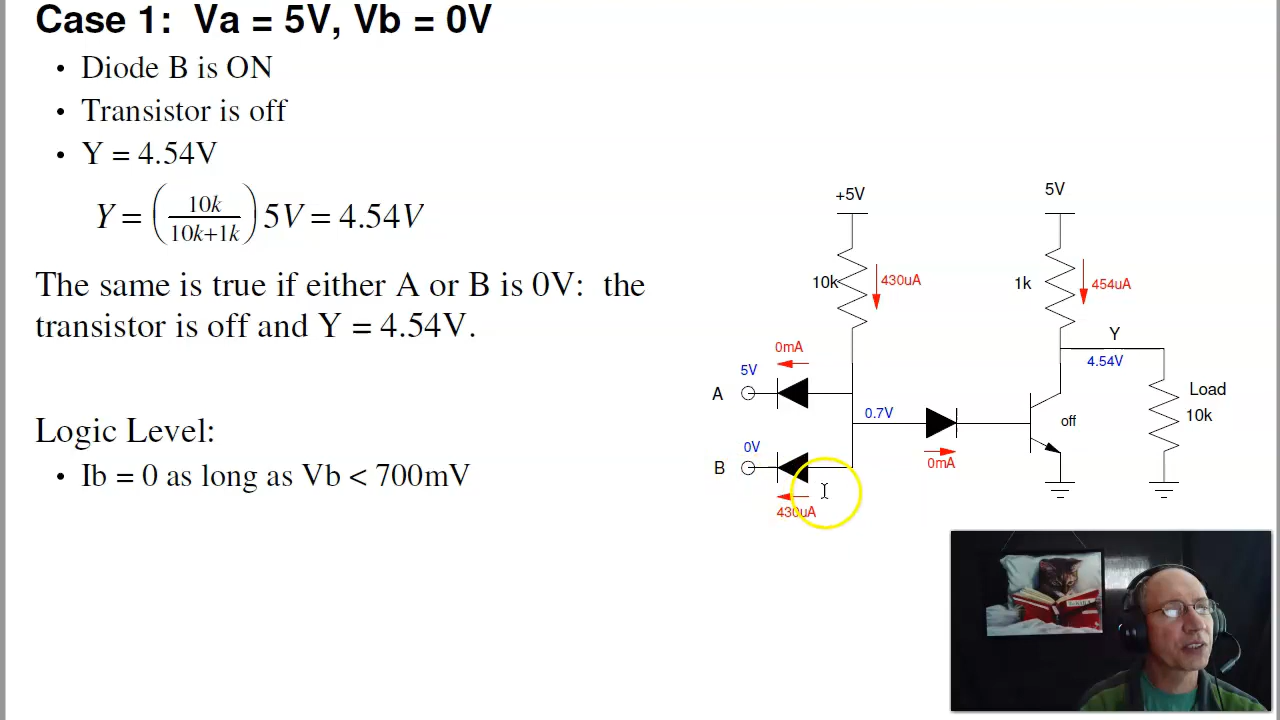 Case 1: Va = 5V, Vb = 0V
• Diode B is ON
• Transistor is off
• Y = 4.54V
Y = (10k / 10k+1k) 5V = 4.54V
The same is true if either A or B is 0V: the
transistor is off and Y = 4.54V.
Logic Level:
• Ib = 0 as long as Vb < 700mV
+5V
5V
10k
430uA
1k
454uA
0mA
Y
5V
4.54V
A
Load
10k
0.7V
off
0V
B
0mA
430uA